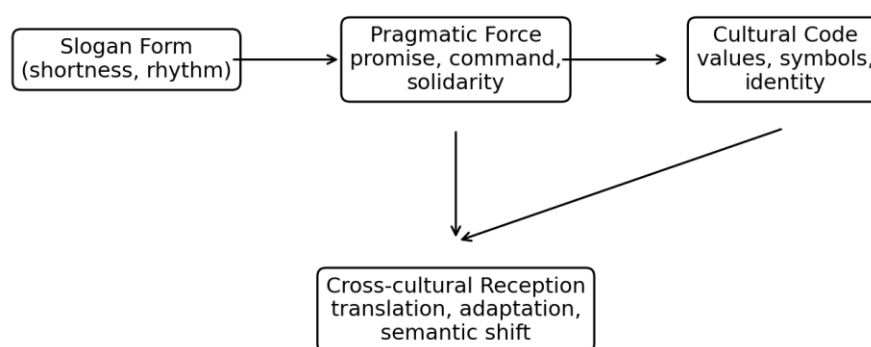 Slogan Form
(shortness, rhythm)
Pragmatic Force
promise, command,
solidarity
Cultural Code
values, symbols,
identity
Cross-cultural Reception
translation, adaptation,
semantic shift